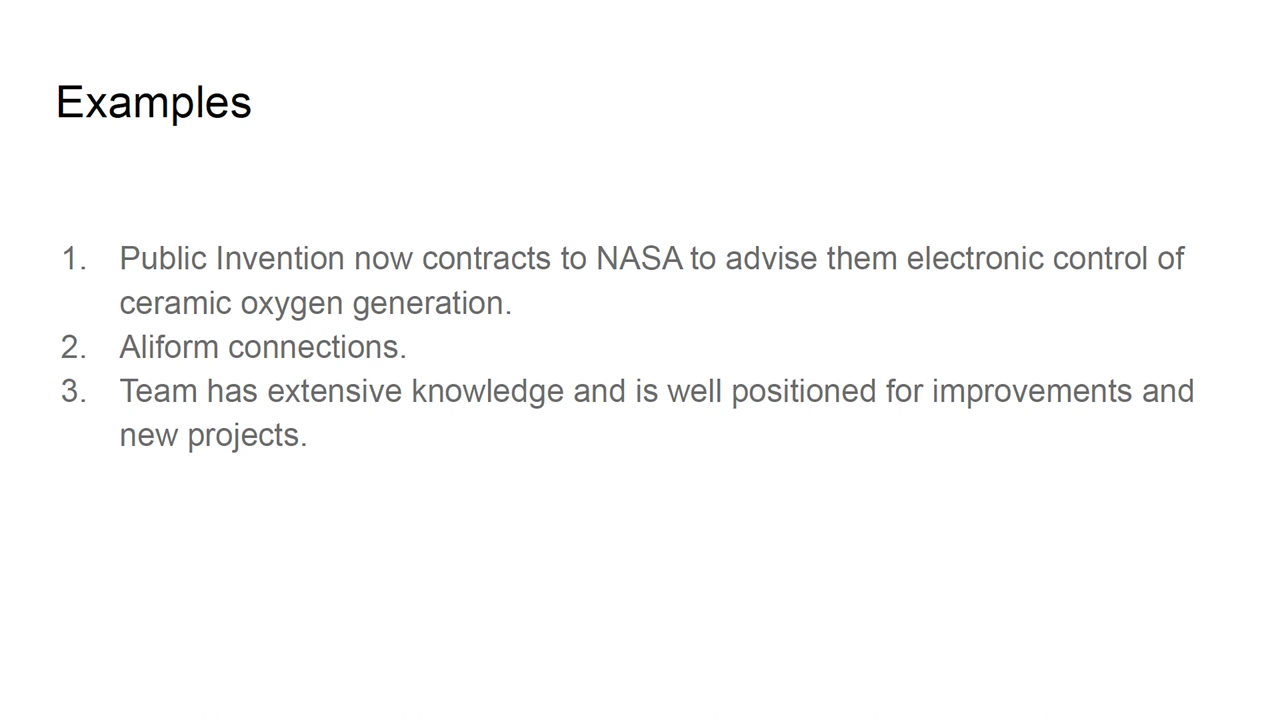 Examples
1. Public Invention now contracts to NASA to advise them electronic control of
ceramic oxygen generation.
2. Aliform connections.
3. Team has extensive knowledge and is well positioned for improvements and
new projects.